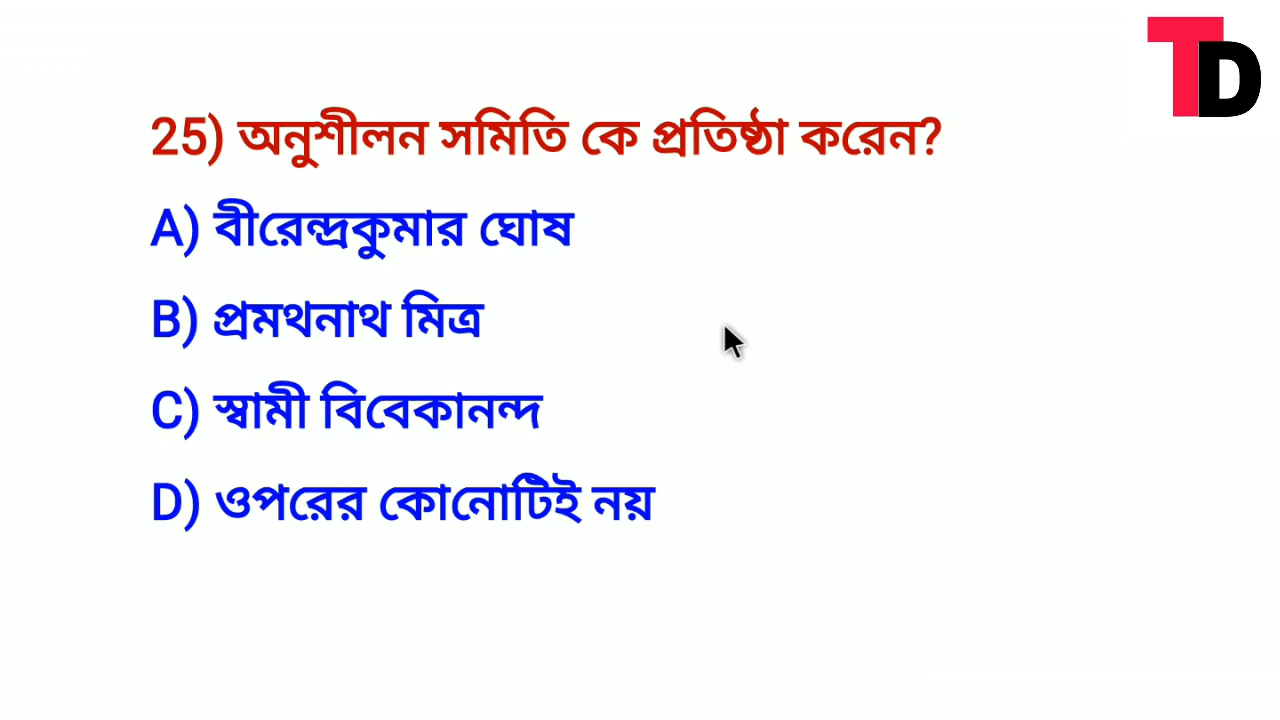 TD
25) অনুশীলন সমিতি কে প্রতিষ্ঠা করেন?
A) বীরেন্দ্রকুমার ঘোষ
B) প্রমথনাথ মিত্র
C) স্বামী বিবেকানন্দ
D) ওপরের কোনোটিই নয়